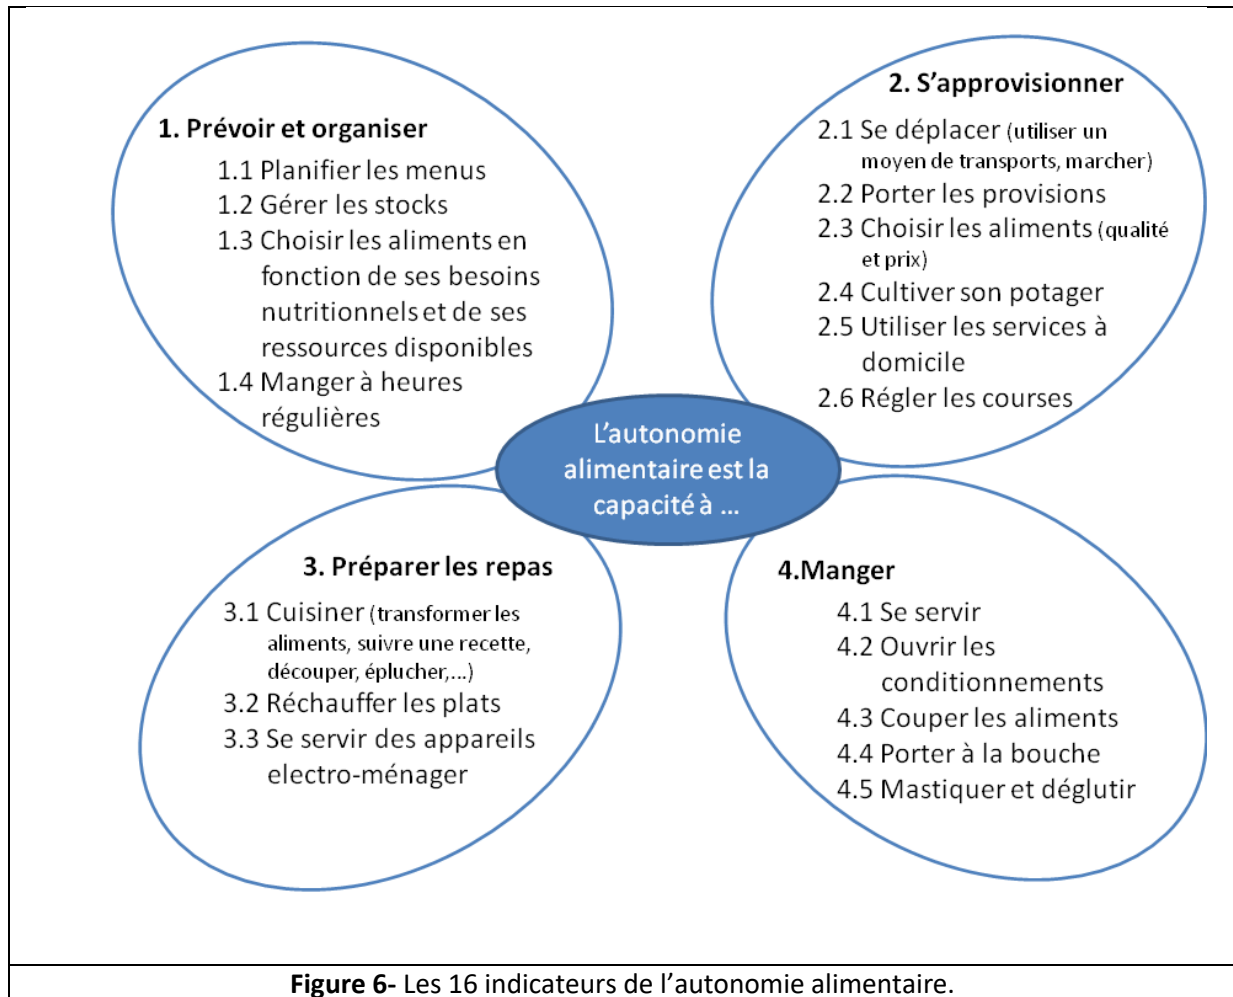 1. Prévoir et organiser
1.1 Planifier les menus
1.2 Gérer les stocks
1.3 Choisir les aliments en
fonction de ses besoins
nutritionnels et de ses
ressources disponibles
1.4 Manger à heures
régulières
2. S’approvisionner
2.1 Se déplacer (utiliser un
moyen de transports, marcher)
2.2 Porter les provisions
2.3 Choisir les aliments (qualité
et prix)
2.4 Cultiver son potager
2.5 Utiliser les services à
domicile
2.6 Régler les courses
L’autonomie
alimentaire est la
capacité à ...
3. Préparer les repas
3.1 Cuisiner (transformer les
aliments, suivre une recette,
découper, éplucher,...)
3.2 Réchauffer les plats
3.3 Se servir des appareils
electro-ménager
4.Manger
4.1 Se servir
4.2 Ouvrir les
conditionnements
4.3 Couper les aliments
4.4 Porter à la bouche
4.5 Mastiquer et déglutir
Figure 6- Les 16 indicateurs de l’autonomie alimentaire.